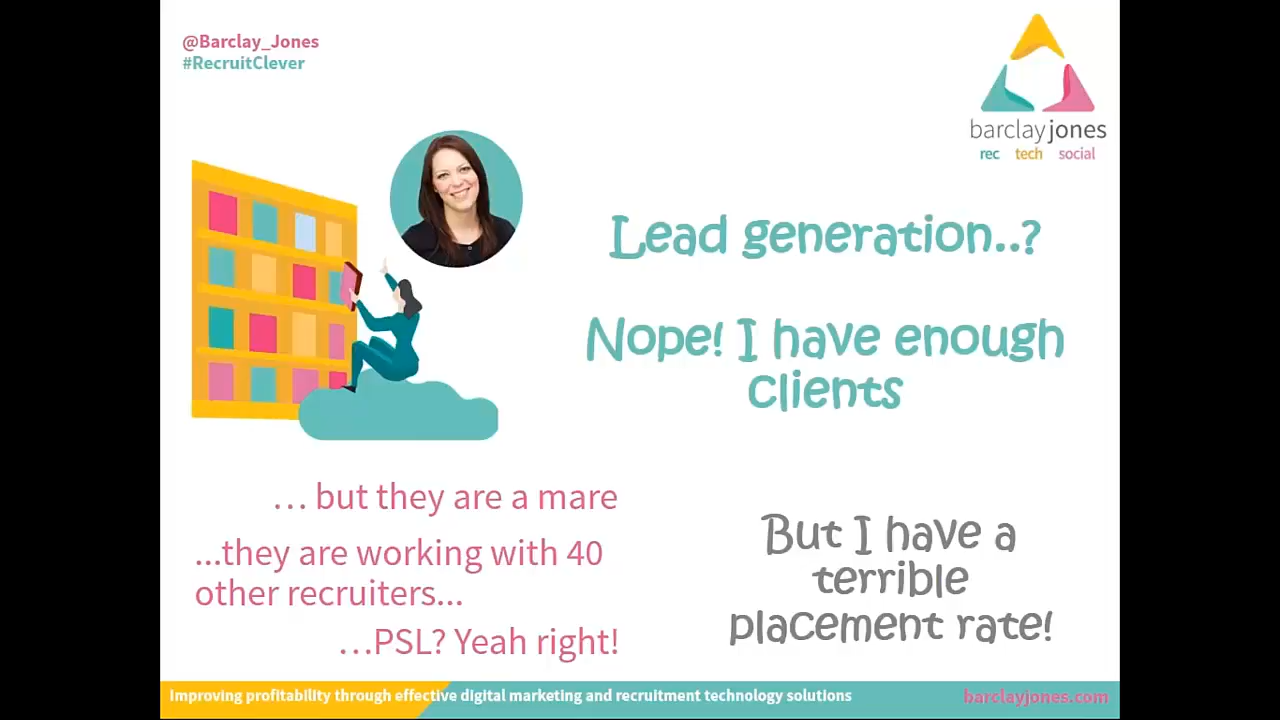 @Barclay_Jones
#RecruitClever
barclayjones
rec tech social
Lead generation..?
Nope! I have enough
clients
… but they are a mare
...they are working with 40
other recruiters...
…PSL? Yeah right!
But I have a
terrible
placement rate!
Improving profitability through effective digital marketing and recruitment technology solutions
barclayjones.com